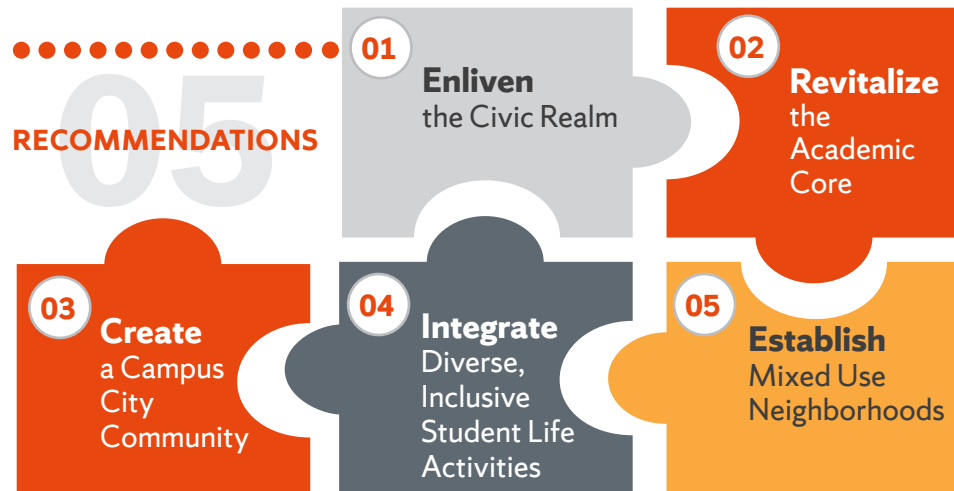 05
RECOMMENDATIONS
01
Enliven
the Civic Realm
02
Revitalize
the
Academic
Core
03
Create
a Campus
City
Community
04
Integrate
Diverse,
Inclusive
Student Life
Activities
05
Establish
Mixed Use
Neighborhoods